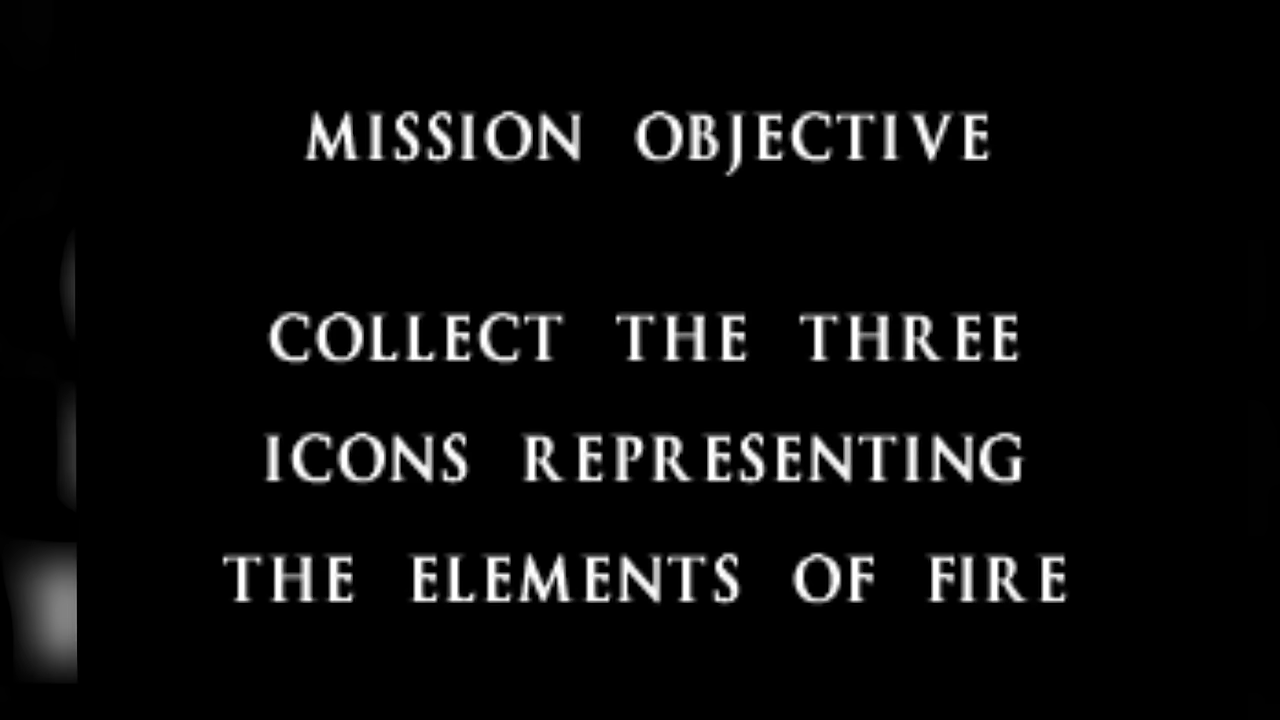 MISSION OBJECTIVE
COLLECT THE THREE
ICONS REPRESENTING
THE ELEMENTS OF FIRE